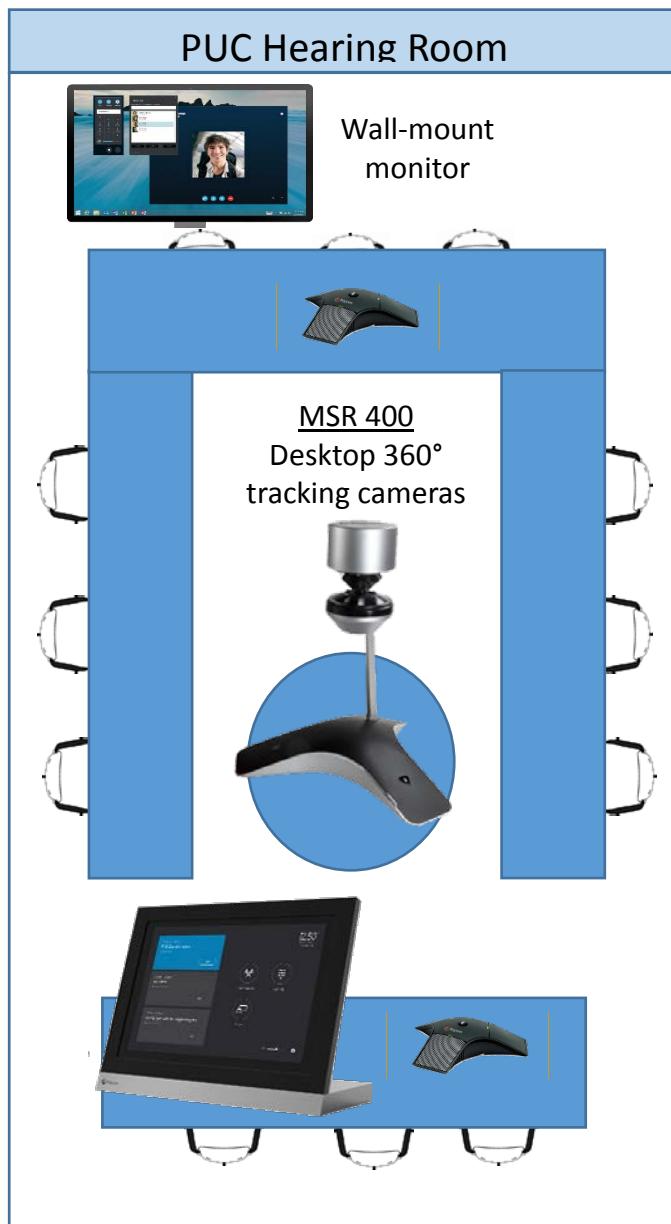 PUC Hearing Room
Wall-mount
monitor
MSR 400
Desktop 360°
tracking cameras